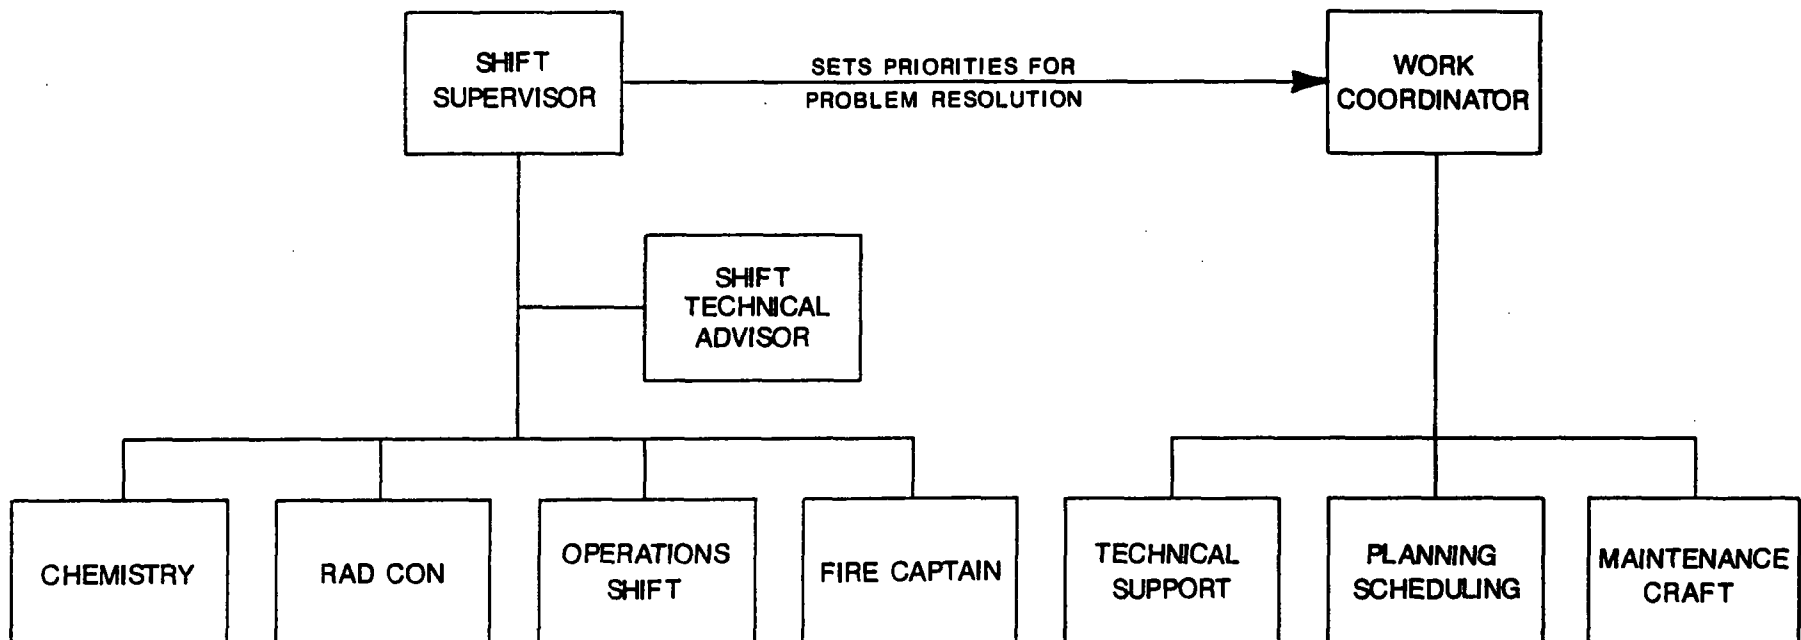 SHIFT
SUPERVISOR
SETS PRIORITIES FOR
PROBLEM RESOLUTION
WORK
COORDINATOR
SHIFT
TECHNICAL
ADVISOR
CHEMISTRY
RAD CON
OPERATIONS
SHIFT
FIRE CAPTAIN
TECHNICAL
SUPPORT
PLANNING
SCHEDULING
MAINTENANCE
CRAFT